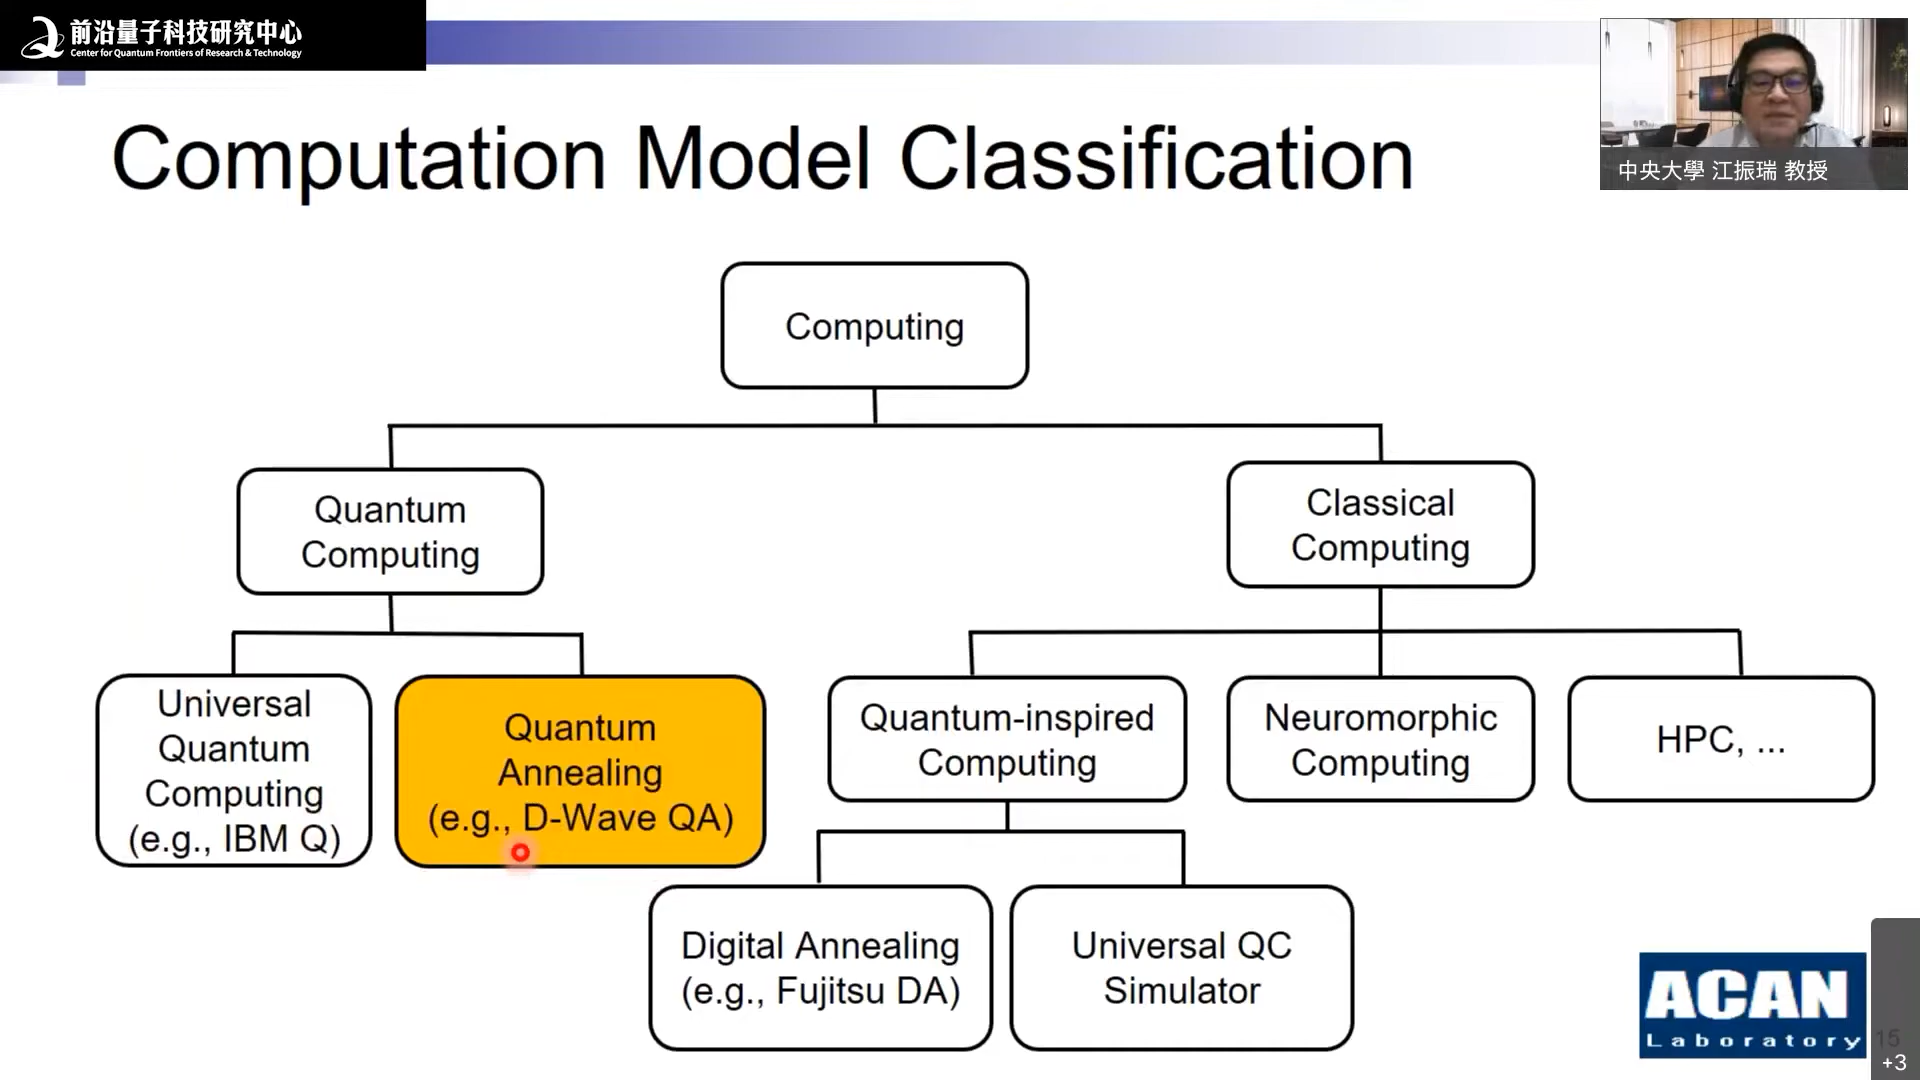 前沿量子科技研究中心
Center for Quantum Frontiers of Research & Technology
中央大學 江振瑞 教授
Computation Model Classification
Computing
Quantum
Computing
Classical
Computing
Universal
Quantum
Computing
(e.g., IBM Q)
Quantum
Annealing
(e.g., D-Wave QA)
Quantum-inspired
Computing
Neuromorphic
Computing
HPC, ...
Digital Annealing
(e.g., Fujitsu DA)
Universal QC
Simulator
ACAN
Laboratory
15
+3